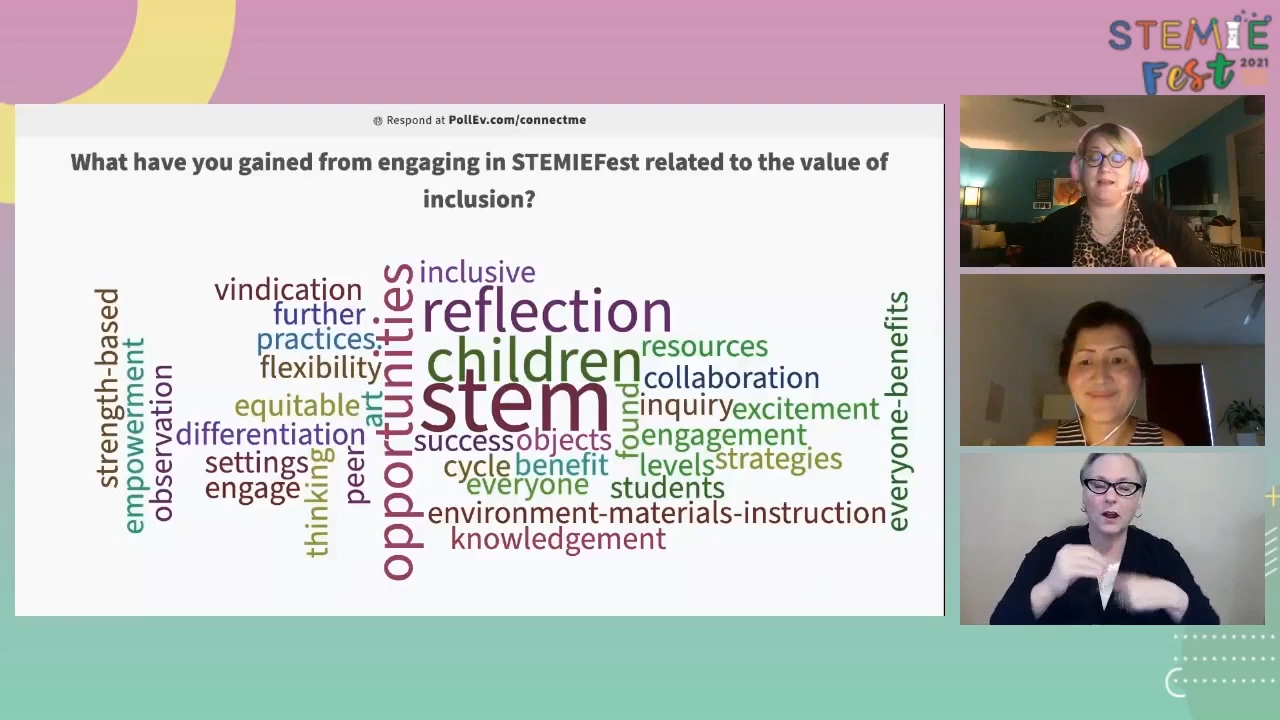 STEMIE
Fest 2021
Respond at PollEv.com/connectme
What have you gained from engaging in STEMIEFest related to the value of
inclusion?
strength-based
empowerment
observation
vindication
further
practices.
flexibility
equitable
art
differentiation
settings
engage
thinking
peer
opportunities
inclusive
reflection
children
stem
success
objects
found
cycle
benefit
everyone
resources
collaboration
inquiry
excitement
engagement
levels
strategies
students
environment-materials-instruction
knowledgement
everyone-benefits